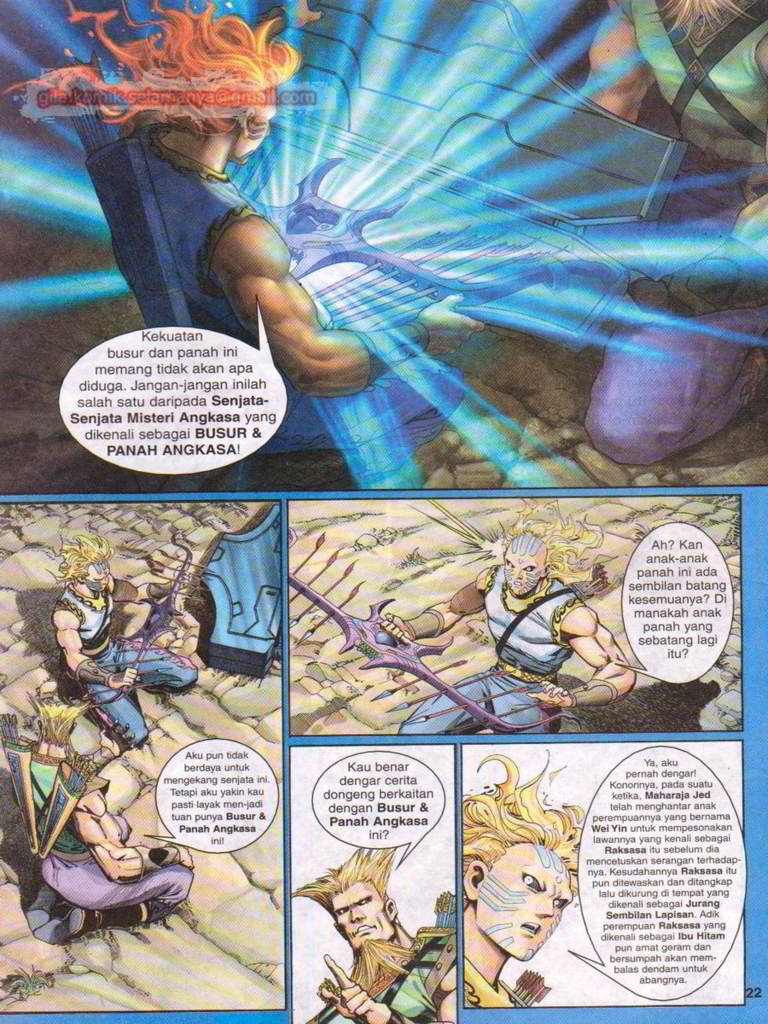 gila.komik.selamanya@gmail.com
Kekuatan
busur dan panah ini
memang tidak akan apa
diduga. Jangan-jangan inilah
salah satu daripada Senjata-
Senjata Misteri Angkasa yang
dikenali sebagai BUSUR &
PANAH ANGKASA!
Ah? Kan
anak-anak
panah ini ada
sembilan batang
kesemuanya? Di
manakah anak
panah yang
sebatang lagi
itu?
Aku pun tidak
berdaya untuk
mengekang senjata ini.
Tetapi aku yakin kau
pasti layak men-jadi
tuan punya Busur &
Panah Angkasa
ini!
Kau benar
dengar cerita
dongeng berkaitan
dengan Busur &
Panah Angkasa
ini?
Ya, aku
pernah dengar!
Kononnya, pada suatu
ketika, Maharaja Jed
telah menghantar anak
perempuannya yang bernama
Wei Yin untuk mempesonakan
lawannya yang kenali sebagai
Raksasa itu sebelum dia
mencetuskan serangan terhadap-
nya. Kesudahannya Raksasa itu
pun ditewaskan dan ditangkap
lalu dikurung di tempat yang
dikenali sebagai Jurang
Sembilan Lapisan. Adik
perempuan Raksasa yang
dikenali sebagai Ibu Hitam
pun amat geram dan
bersumpah akan mem-
balas dendam untuk
abangnya.
22